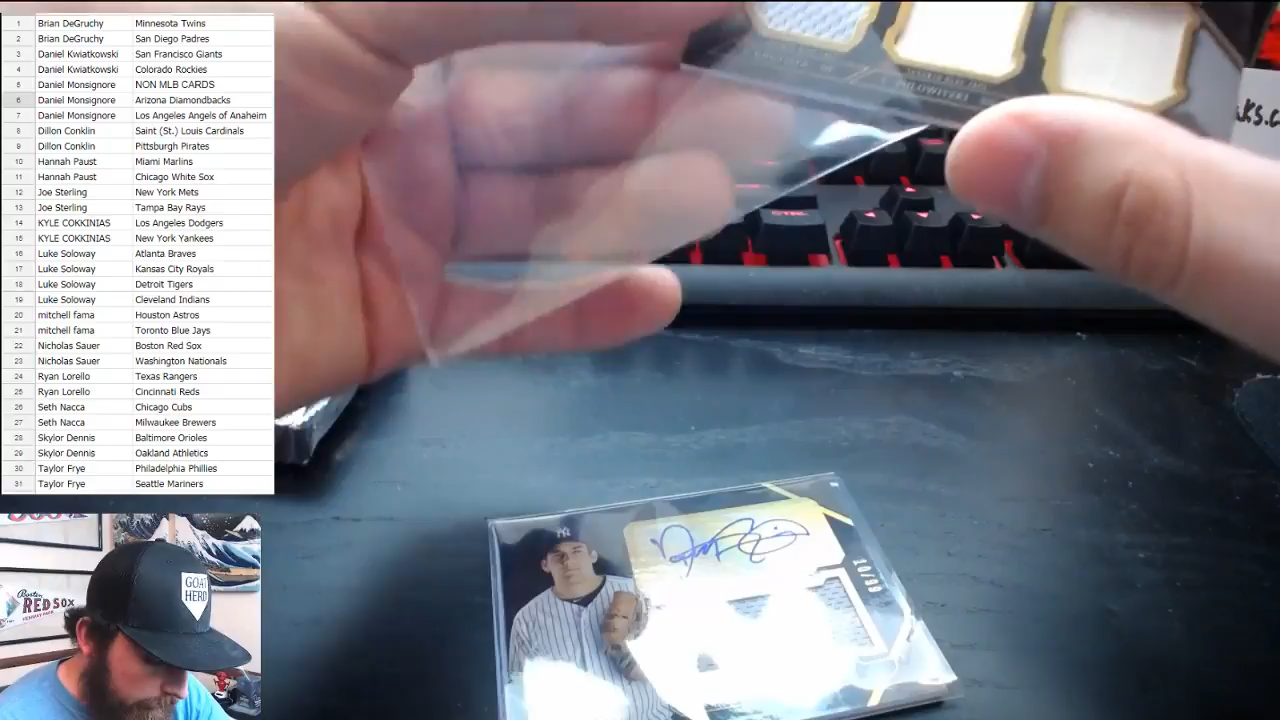 1 Brian DeGruchy Minnesota Twins
2 Brian DeGruchy San Diego Padres
3 Daniel Kwiatkowski San Francisco Giants
4 Daniel Kwiatkowski Colorado Rockies
5 Daniel Monsignore NON MLB CARDS
6 Daniel Monsignore Arizona Diamondbacks
7 Daniel Monsignore Los Angeles Angels of Anaheim
8 Dillon Conklin Saint (St.) Louis Cardinals
9 Dillon Conklin Pittsburgh Pirates
10 Hannah Paust Miami Marlins
11 Hannah Paust Chicago White Sox
12 Joe Sterling New York Mets
13 Joe Sterling Tampa Bay Rays
14 KYLE COKKINIAS Los Angeles Dodgers
15 KYLE COKKINIAS New York Yankees
16 Luke Soloway Atlanta Braves
17 Luke Soloway Kansas City Royals
18 Luke Soloway Detroit Tigers
19 Luke Soloway Cleveland Indians
20 mitchell fama Houston Astros
21 mitchell fama Toronto Blue Jays
22 Nicholas Sauer Boston Red Sox
23 Nicholas Sauer Washington Nationals
24 Ryan Lorello Texas Rangers
25 Ryan Lorello Cincinnati Reds
26 Seth Nacca Chicago Cubs
27 Seth Nacca Milwaukee Brewers
28 Skylor Dennis Baltimore Orioles
29 Skylor Dennis Oakland Athletics
30 Taylor Frye Philadelphia Phillies
31 Taylor Frye Seattle Mariners
CTRL
GOAT
HERD
Boston
RED SOX